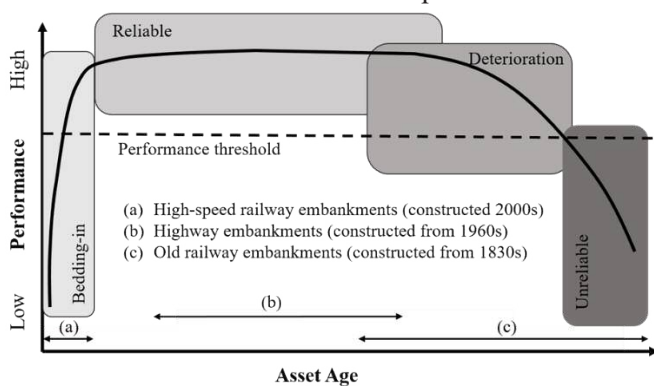 High
Performance
Low
Reliable
Deterioration
Performance threshold
Bedding-in
Unreliable
(a) High-speed railway embankments (constructed 2000s)
(b) Highway embankments (constructed from 1960s)
(c) Old railway embankments (constructed from 1830s)
(b)
(a)
(c)
Asset Age